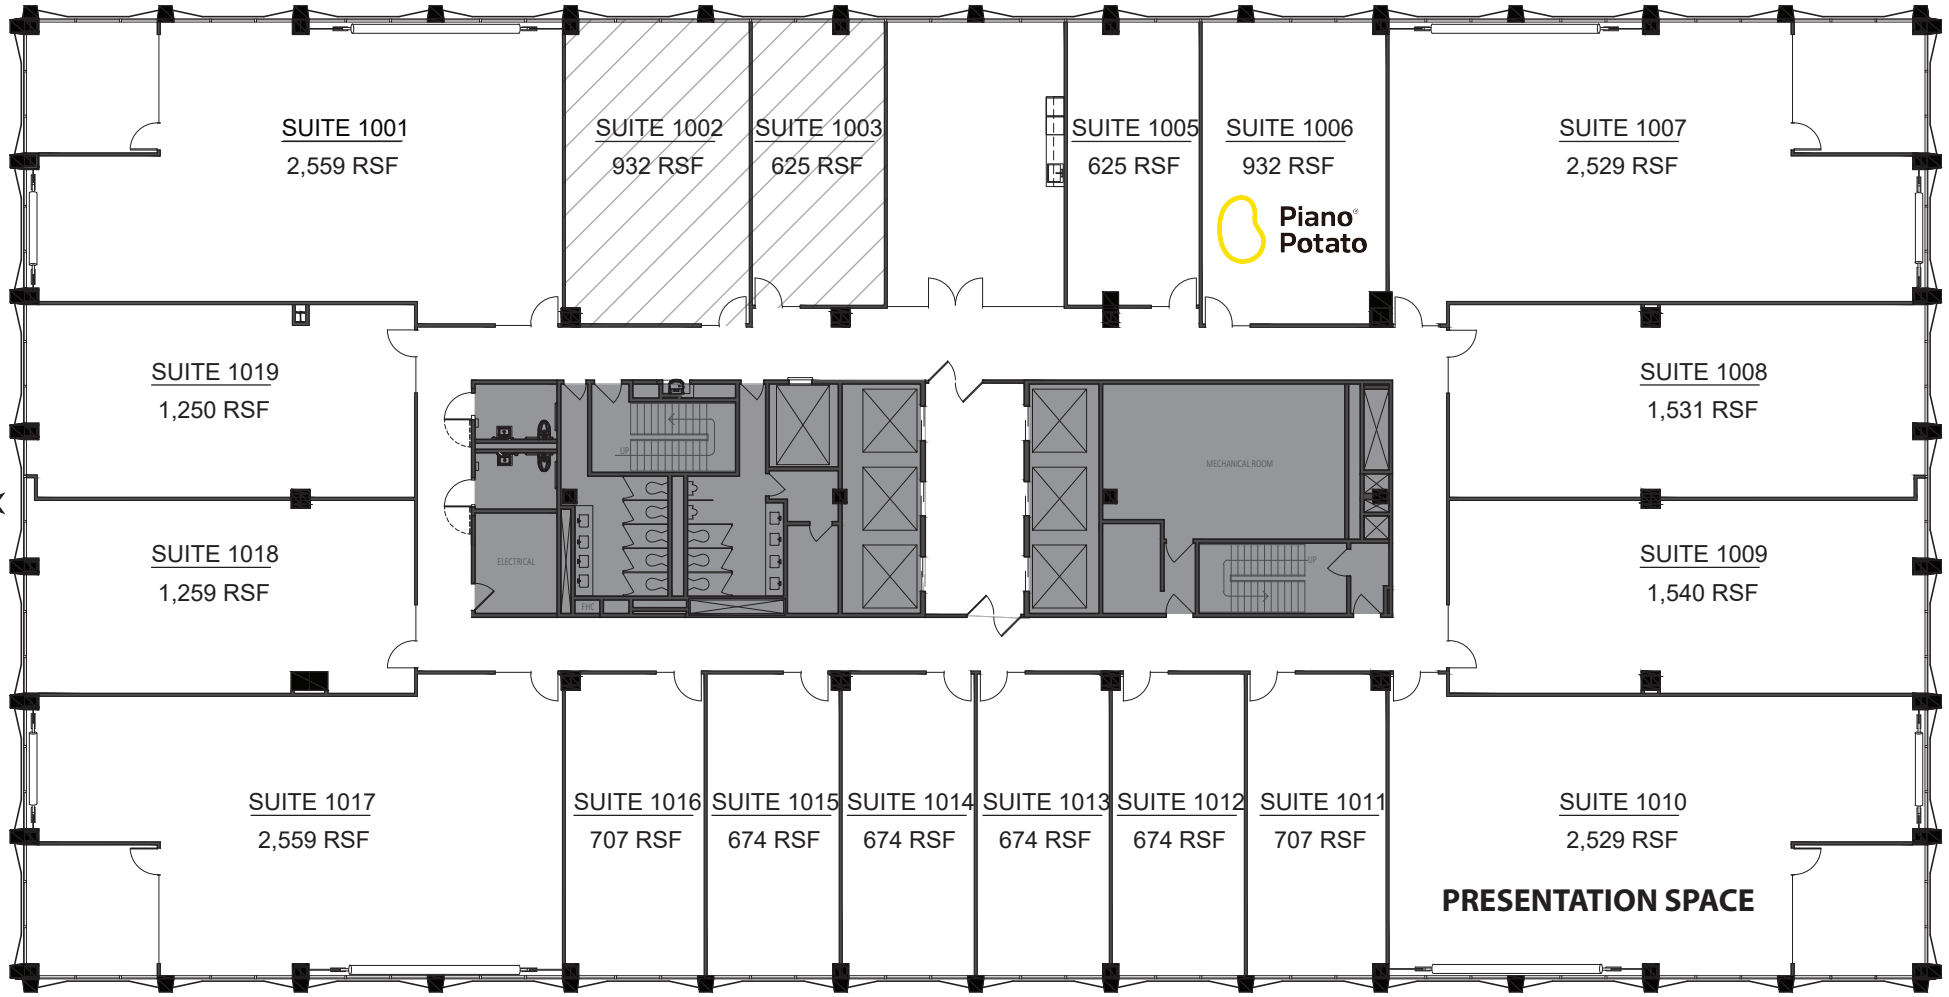 SUITE 1001
2,559 RSF
SUITE 1002
932 RSF
SUITE 1003
625 RSF
SUITE 1005
625 RSF
SUITE 1006
932 RSF
Piano®
Potato
SUITE 1007
2,529 RSF
SUITE 1019
1,250 RSF
SUITE 1008
1,531 RSF
UP
MECHANICAL ROOM
SUITE 1018
1,259 RSF
ELECTRICAL
UP
FHC
SUITE 1009
1,540 RSF
SUITE 1017
2,559 RSF
SUITE 1016
707 RSF
SUITE 1015
674 RSF
SUITE 1014
674 RSF
SUITE 1013
674 RSF
SUITE 1012
674 RSF
SUITE 1011
707 RSF
SUITE 1010
2,529 RSF
PRESENTATION SPACE